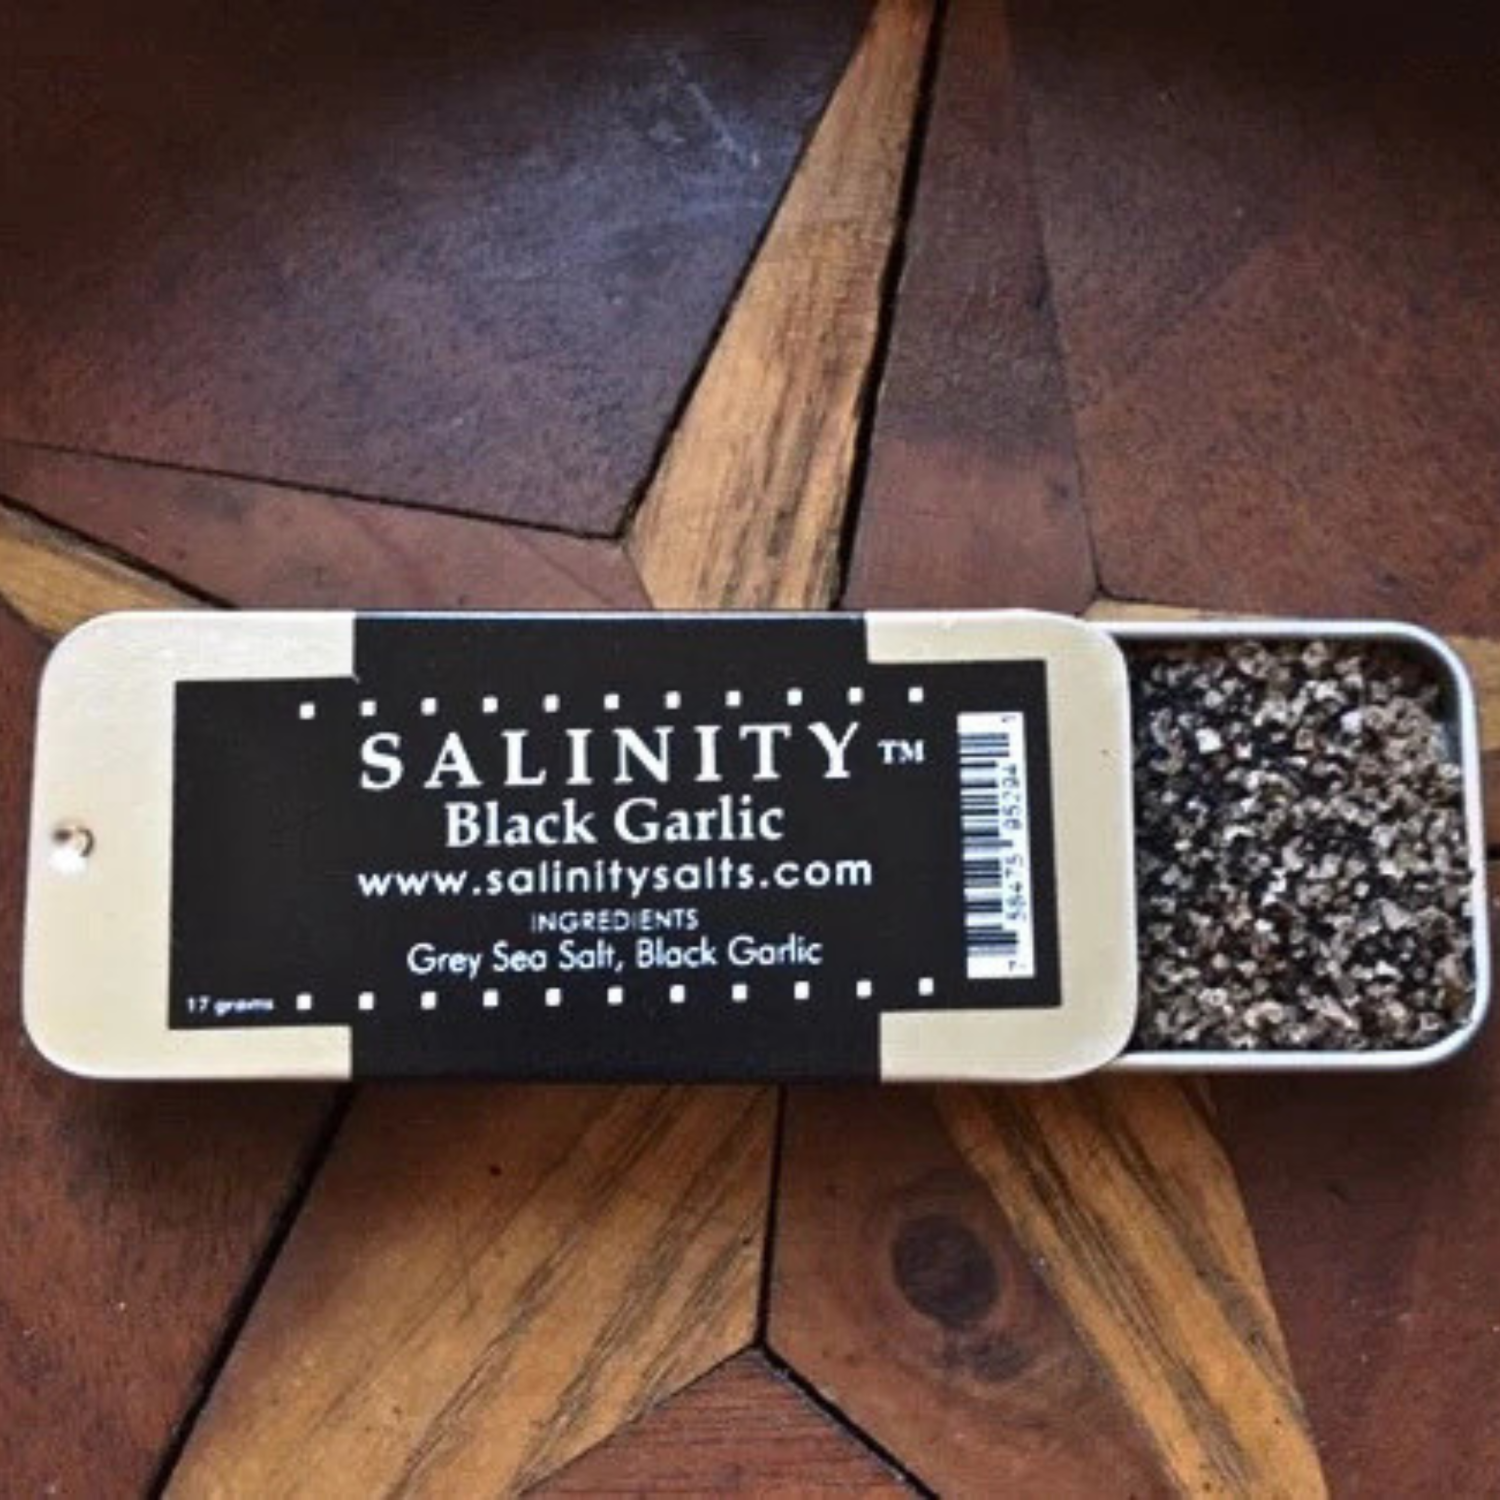 SALINITY™
Black Garlic
www.salinitysalts.com
INGREDIENTS
Grey Sea Salt, Black Garlic
17 grams